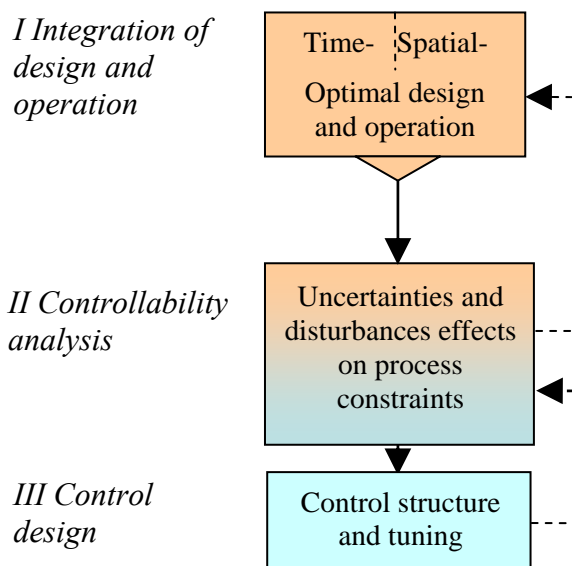 I Integration of
design and
operation
Time- Spatial-
Optimal design
and operation
II Controllability
analysis
Uncertainties and
disturbances effects
on process
constraints
III Control
design
Control structure
and tuning